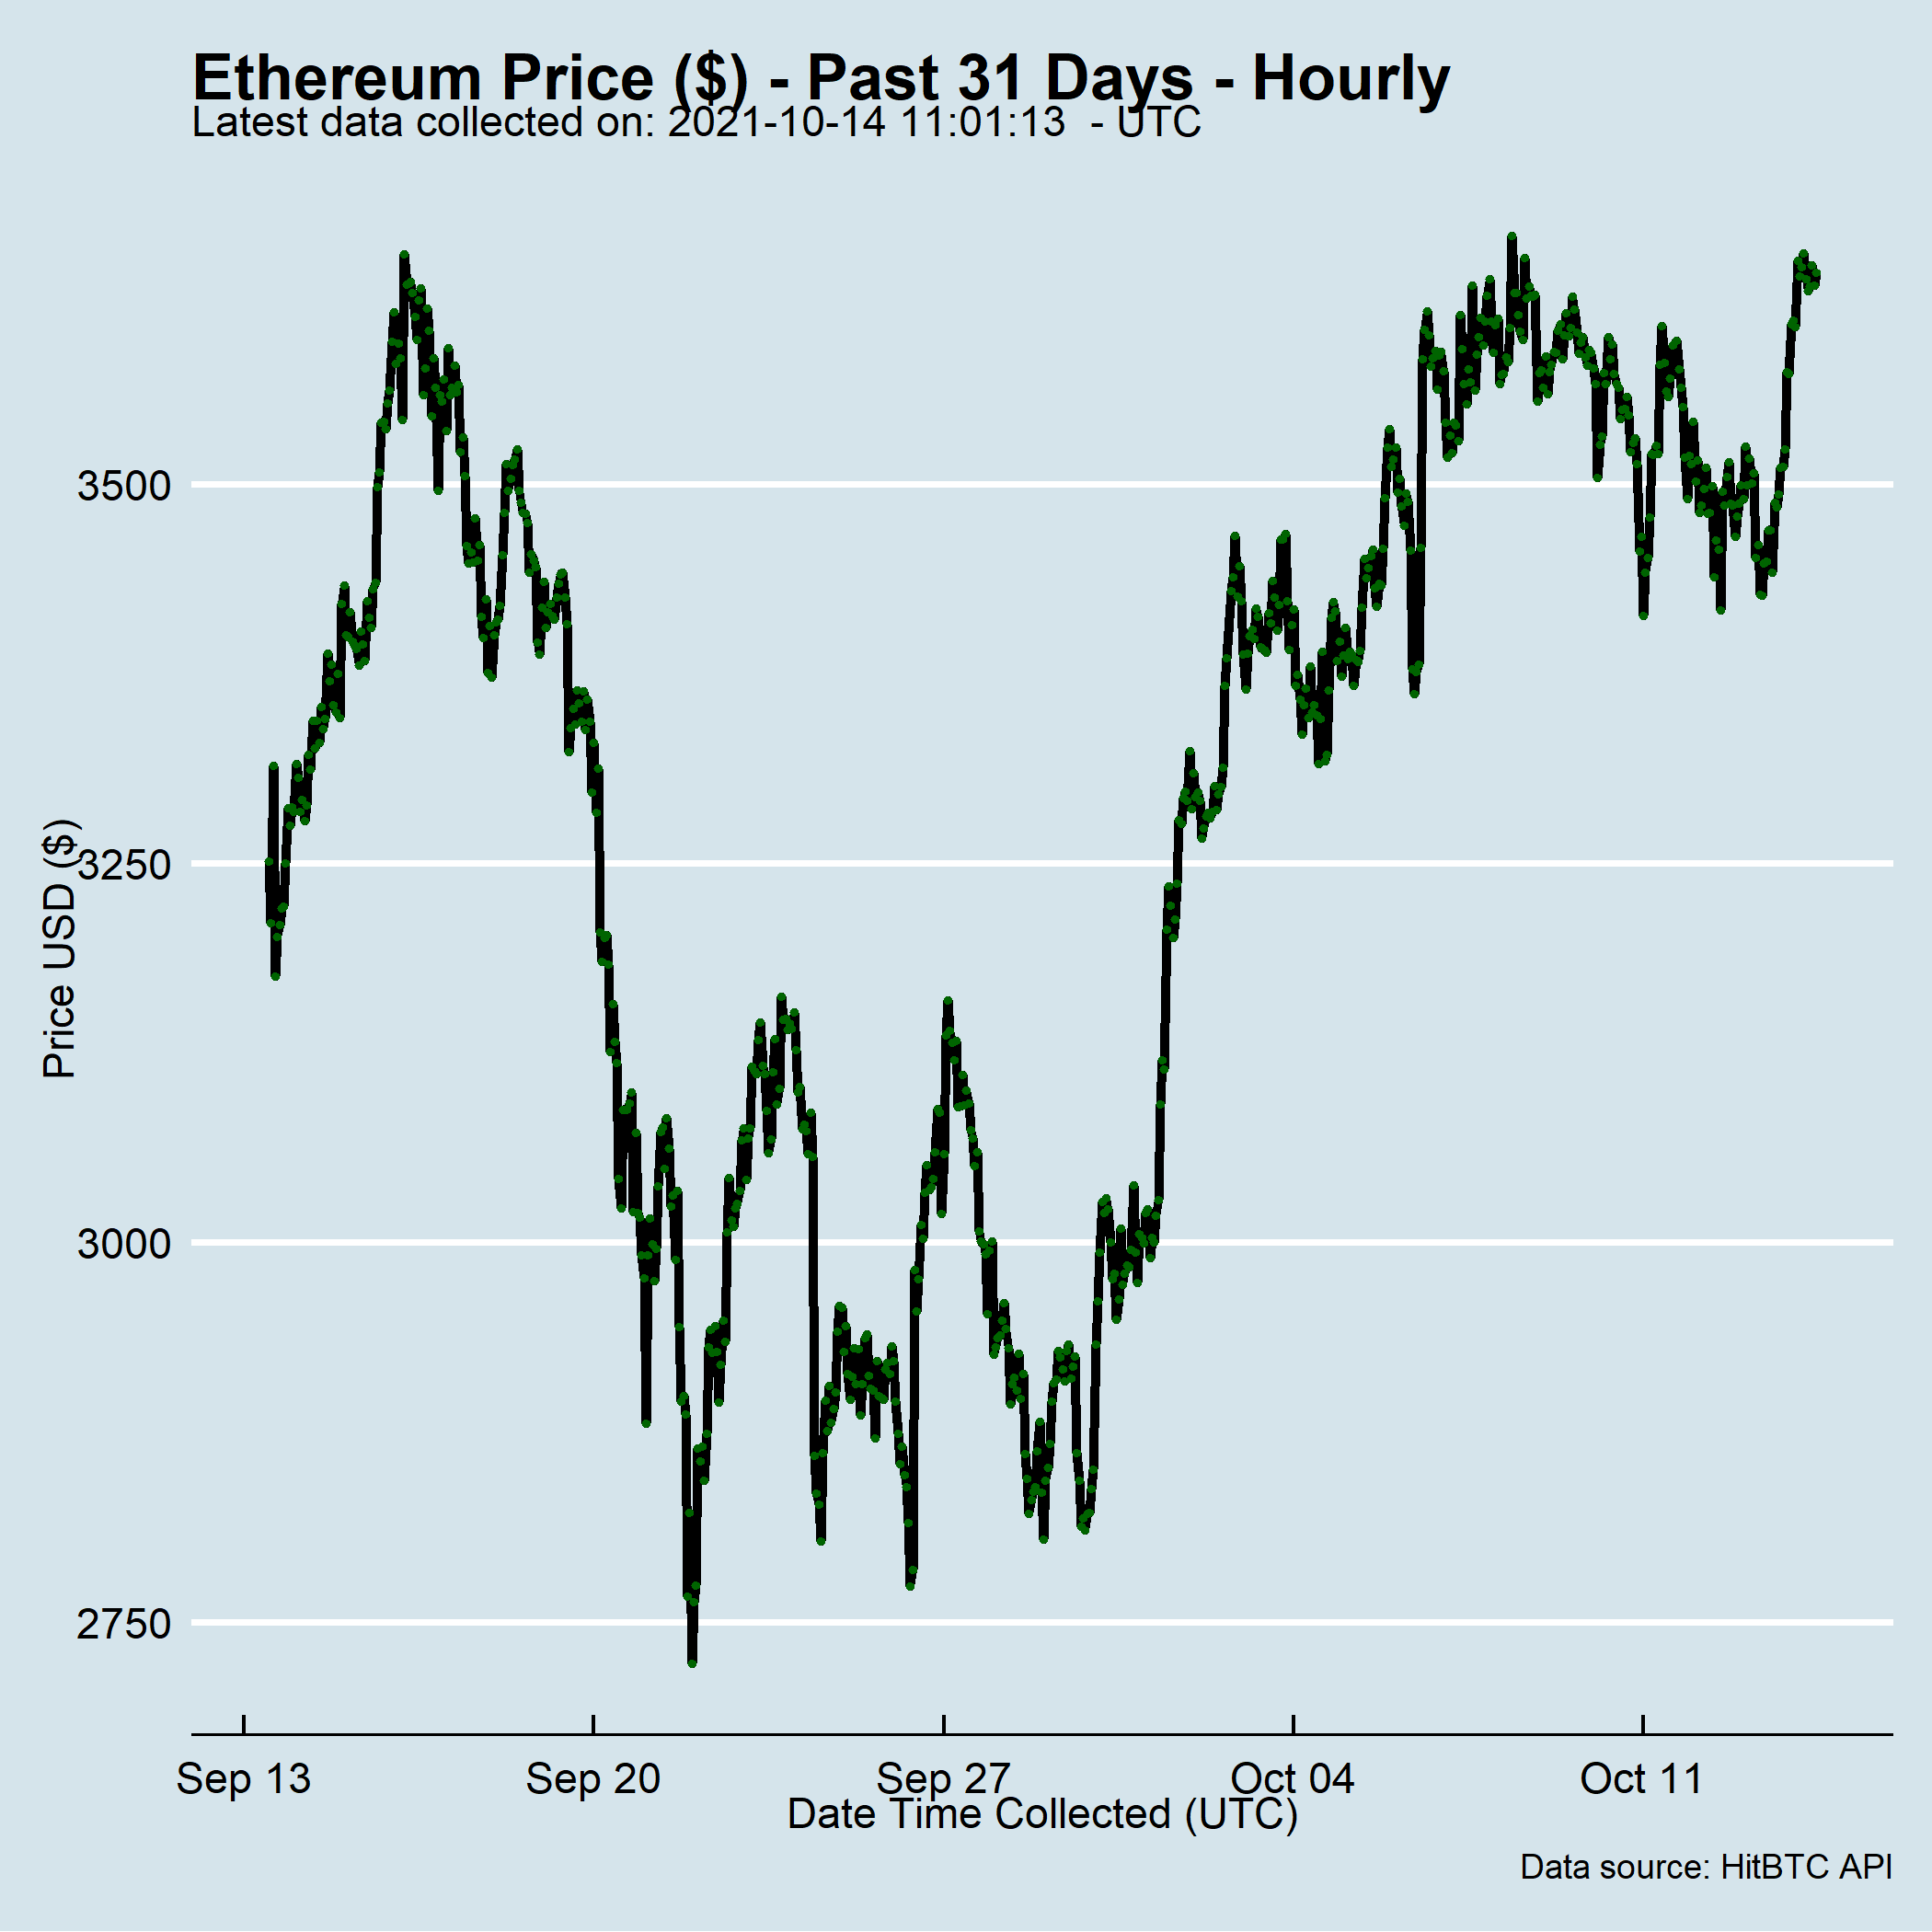 Ethereum Price ($) - Past 31 Days - Hourly
Latest data collected on: 2021-10-14 11:01:13  - UTC
Price USD ($)
3500
3250
3000
2750
Sep 13
Sep 20
Sep 27
Oct 04
Oct 11
Date Time Collected (UTC)
Data source: HitBTC API